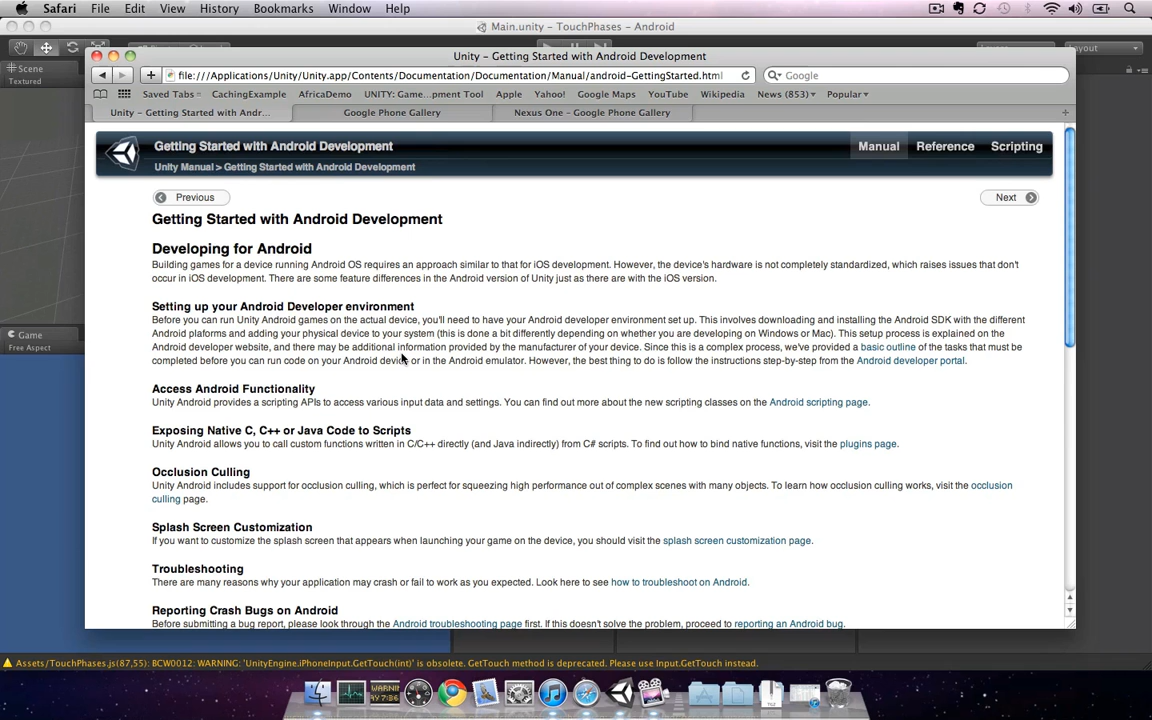 Safari File Edit View History Bookmarks Window Help
Main.unity – TouchPhases – Android
Layout
Scene
Textured
Unity – Getting Started with Android Development
file:///Applications/Unity/Unity.app/Contents/Documentation/Documentation/Manual/android-GettingStarted.html
Google
Saved Tabs CachingExample AfricaDemo UNITY: Game...pment Tool Apple Yahoo! Google Maps YouTube Wikipedia News (853) Popular
Unity – Getting Started with Andr...
Google Phone Gallery
Nexus One – Google Phone Gallery
Getting Started with Android Development
Manual Reference Scripting
Unity Manual > Getting Started with Android Development
Previous
Next
Getting Started with Android Development
Developing for Android
Building games for a device running Android OS requires an approach similar to that for iOS development. However, the device's hardware is not completely standardized, which raises issues that don't
occur in iOS development. There are some feature differences in the Android version of Unity just as there are with the iOS version.
Setting up your Android Developer environment
Before you can run Unity Android games on the actual device, you'll need to have your Android developer environment set up. This involves downloading and installing the Android SDK with the different
Android plaforms and adding your physical device to your system (this is done a bit differently depending on whether you are developing on Windows or Mac). This setup process is explained on the
Android developer website, and there may be additional information provided by the manufacturer of your device. Since this is a complex process, we've provided a basic outline of the tasks that must be
completed before you can run code on your Android device or in the Android emulator. However, the best thing to do is follow the instructions step-by-step from the Android developer portal.
Access Android Functionality
Unity Android provides a scripting APIs to access various input data and settings. You can find out more about the new scripting classes on the Android scripting page.
Exposing Native C, C++ or Java Code to Scripts
Unity Android allows you to call custom functions written in C/C++ directly (and Java indirectly) from C# scripts. To find out how to bind native functions, visit the plugins page.
Occlusion Culling
Unity Android includes support for occlusion culling, which is perfect for squeezing high performance out of complex scenes with many objects. To learn how occlusion culling works, visit the occlusion
culling page.
Splash Screen Customization
If you want to customize the splash screen that appears when launching your game on the device, you should visit the splash screen customization page.
Troubleshooting
There are many reasons why your application may crash or fail to work as you expected. Look here to see how to troubleshoot on Android.
Reporting Crash Bugs on Android
Before submitting a bug report, please look through the Android troubleshooting page first. If this doesn't solve the problem, proceed to reporting an Android bug.
Game
Free Aspect
Assets/TouchPhases.js(87,55): BCW0012: WARNING: 'UnityEngine.iPhoneInput.GetTouch(int)' is obsolete. GetTouch method is deprecated. Please use Input.GetTouch instead.